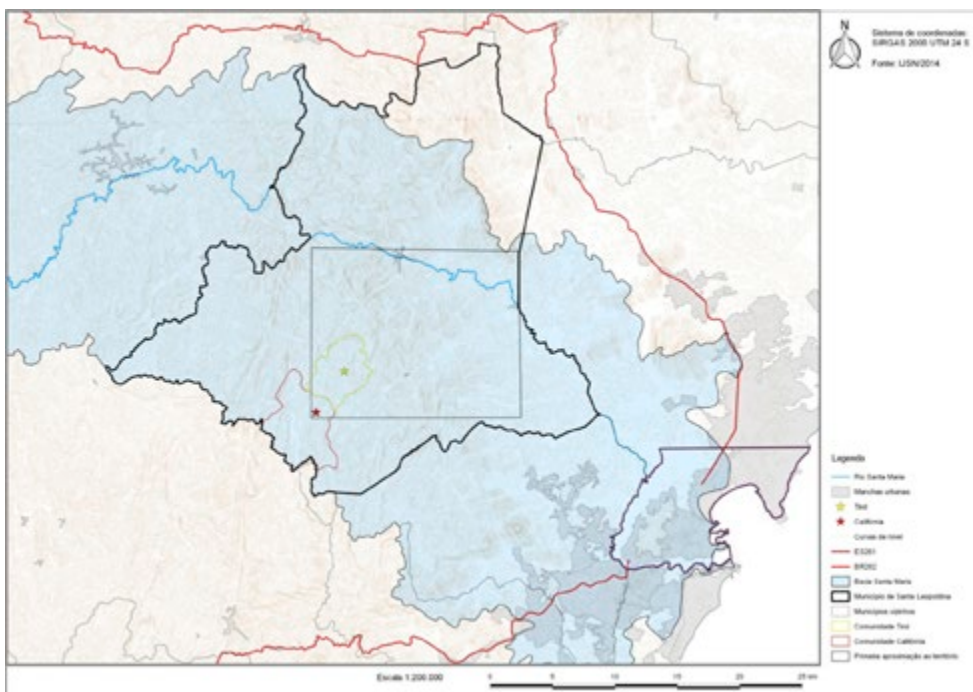 N
Sistema de coordenadas:
SIRGAS 2000 UTM 24 S
Fonte: IJSN/2014
Legenda
Rio Santa Maria
Manchas urbanas
Tirol
Califórnia
Curvas de nível
ES261
BR262
Bacia Santa Maria
Município de Santa Leopoldina
Municípios vizinhos
Comunidade Tirol
Comunidade Califórnia
Primeira aproximação ao território
Escala 1:200.000
0 5 10 15 20 25 km